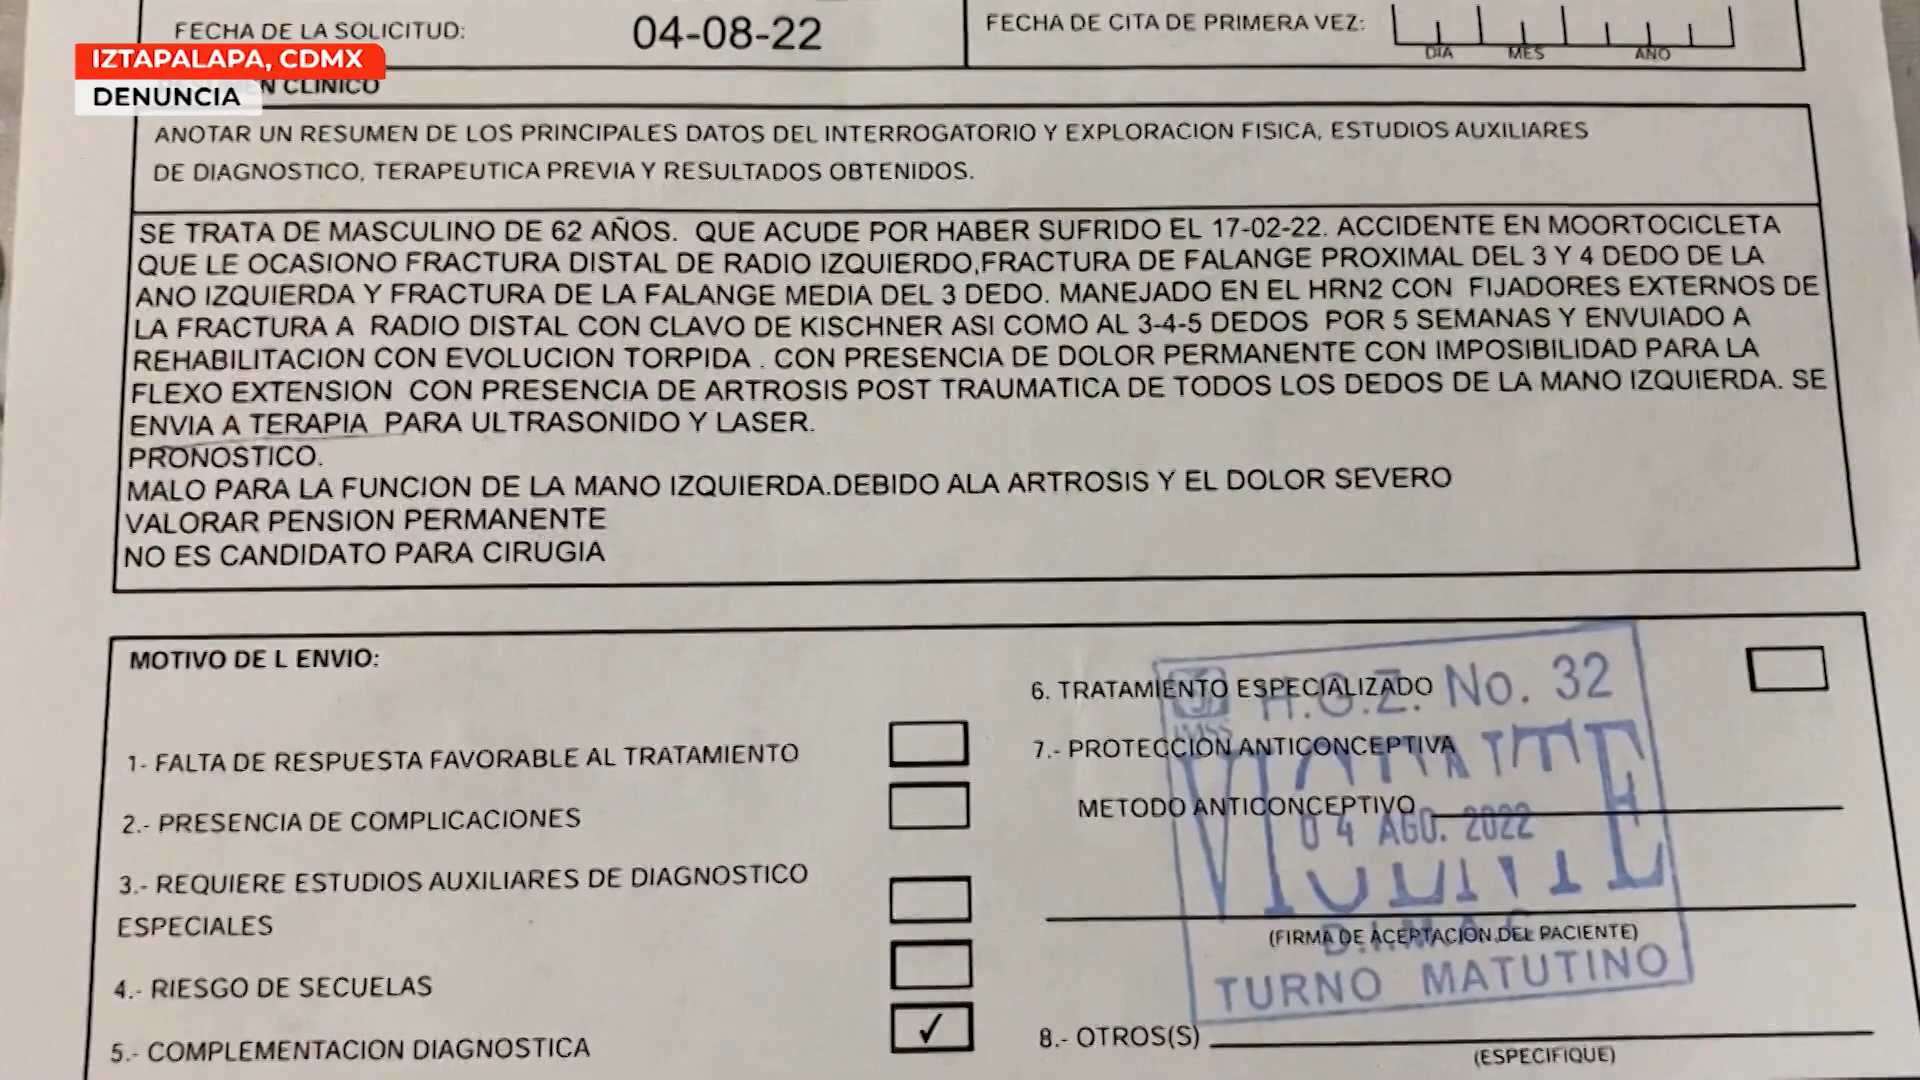 FECHA DE LA SOLICITUD: 04-08-22 FECHA DE CITA DE PRIMERA VEZ:
DIA MES AÑO
IZTAPALAPA, CDMX
DENUNCIA
CLINICO
ANOTAR UN RESUMEN DE LOS PRINCIPALES DATOS DEL INTERROGATORIO Y EXPLORACION FISICA, ESTUDIOS AUXILIARES
DE DIAGNOSTICO, TERAPEUTICA PREVIA Y RESULTADOS OBTENIDOS.
SE TRATA DE MASCULINO DE 62 AÑOS. QUE ACUDE POR HABER SUFRIDO EL 17-02-22. ACCIDENTE EN MOORTOCICLETA
QUE LE OCASIONO FRACTURA DISTAL DE RADIO IZQUIERDO,FRACTURA DE FALANGE PROXIMAL DEL 3 Y 4 DEDO DE LA
ANO IZQUIERDA Y FRACTURA DE LA FALANGE MEDIA DEL 3 DEDO. MANEJADO EN EL HRN2 CON FIJADORES EXTERNOS DE
LA FRACTURA A RADIO DISTAL CON CLAVO DE KISCHNER ASI COMO AL 3-4-5 DEDOS POR 5 SEMANAS Y ENVUIADO A
REHABILITACION CON EVOLUCION TORPIDA . CON PRESENCIA DE DOLOR PERMANENTE CON IMPOSIBILIDAD PARA LA
FLEXO EXTENSION CON PRESENCIA DE ARTROSIS POST TRAUMATICA DE TODOS LOS DEDOS DE LA MANO IZQUIERDA. SE
ENVIA A TERAPIA PARA ULTRASONIDO Y LASER.
PRONOSTICO.
MALO PARA LA FUNCION DE LA MANO IZQUIERDA.DEBIDO ALA ARTROSIS Y EL DOLOR SEVERO
VALORAR PENSION PERMANENTE
NO ES CANDIDATO PARA CIRUGIA
MOTIVO DE L ENVIO:
1- FALTA DE RESPUESTA FAVORABLE AL TRATAMIENTO
2.- PRESENCIA DE COMPLICACIONES
3.- REQUIERE ESTUDIOS AUXILIARES DE DIAGNOSTICO
ESPECIALES
4.- RIESGO DE SECUELAS
5.- COMPLEMENTACION DIAGNOSTICA ✓
6. TRATAMIENTO ESPECIALIZADO
7.- PROTECCION ANTICONCEPTIVA
METODO ANTICONCEPTIVO
(FIRMA DE ACEPTACION DEL PACIENTE)
8.- OTROS(S)
(ESPECIFIQUE)
IMSS
H.G.Z. No. 32
04 AGO. 2022
TURNO MATUTINO